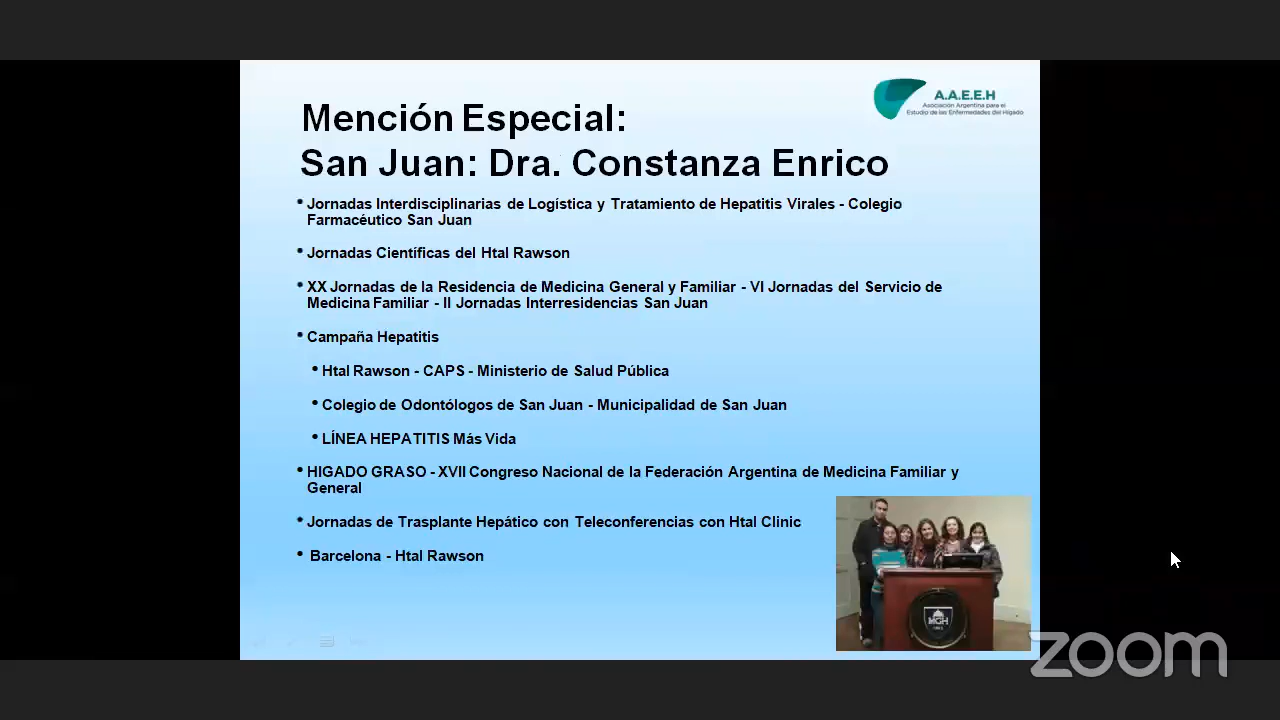 A.A.E.E.H
Asociación Argentina para el
Estudio de las Enfermedades del Hígado
Mención Especial:
San Juan: Dra. Constanza Enrico
• Jornadas Interdisciplinarias de Logística y Tratamiento de Hepatitis Virales - Colegio
Farmacéutico San Juan
• Jornadas Científicas del Htal Rawson
• XX Jornadas de la Residencia de Medicina General y Familiar - VI Jornadas del Servicio de
Medicina Familiar - II Jornadas Interresidencias San Juan
• Campaña Hepatitis
• Htal Rawson - CAPS - Ministerio de Salud Pública
• Colegio de Odontólogos de San Juan - Municipalidad de San Juan
• LÍNEA HEPATITIS Más Vida
• HIGADO GRASO - XVII Congreso Nacional de la Federación Argentina de Medicina Familiar y
General
• Jornadas de Trasplante Hepático con Teleconferencias con Htal Clinic
• Barcelona - Htal Rawson
MGH
zoom